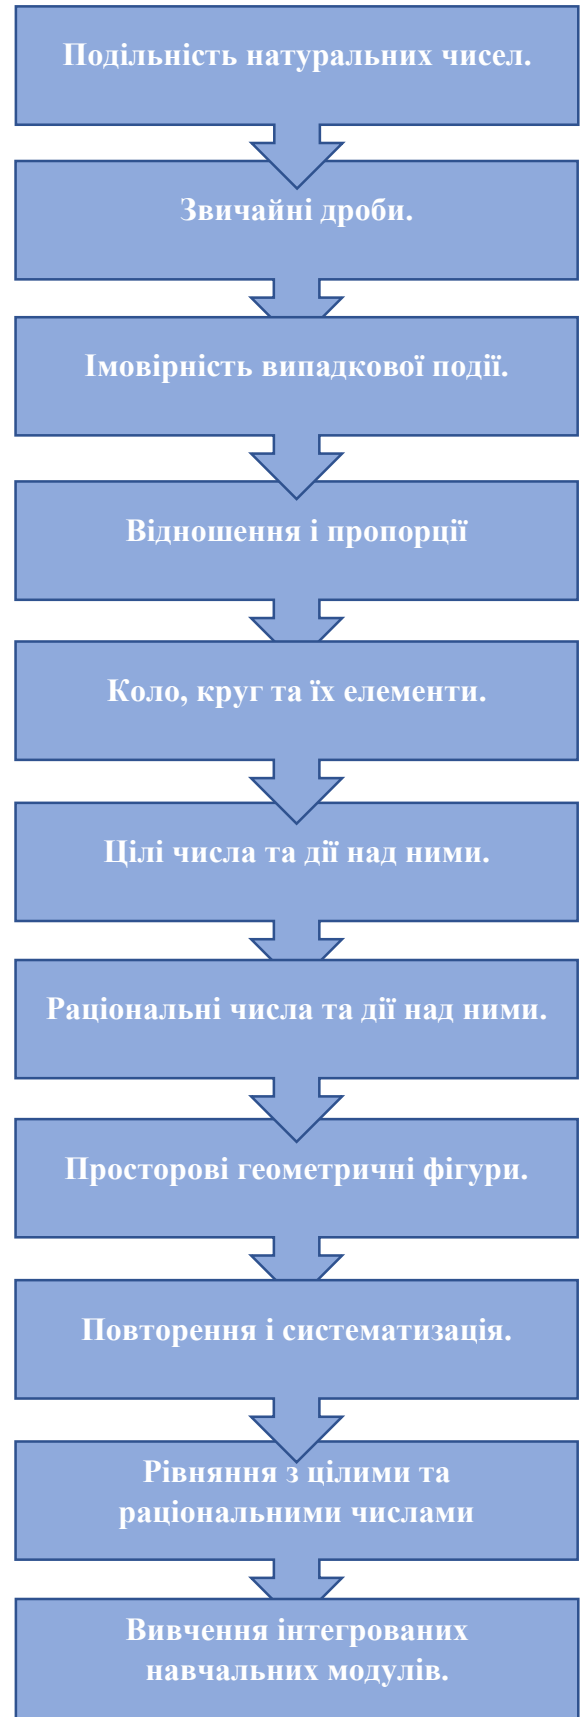 Подільність натуральних чисел.
Звичайні дроби.
Імовірність випадкової події.
Відношення і пропорції
Коло, круг та їх елементи.
Цілі числа та дії над ними.
Раціональні числа та дії над ними.
Просторові геометричні фігури.
Повторення і систематизація.
Рівняння з цілими та
раціональними числами
Вивчення інтегрованих
навчальних модулів.